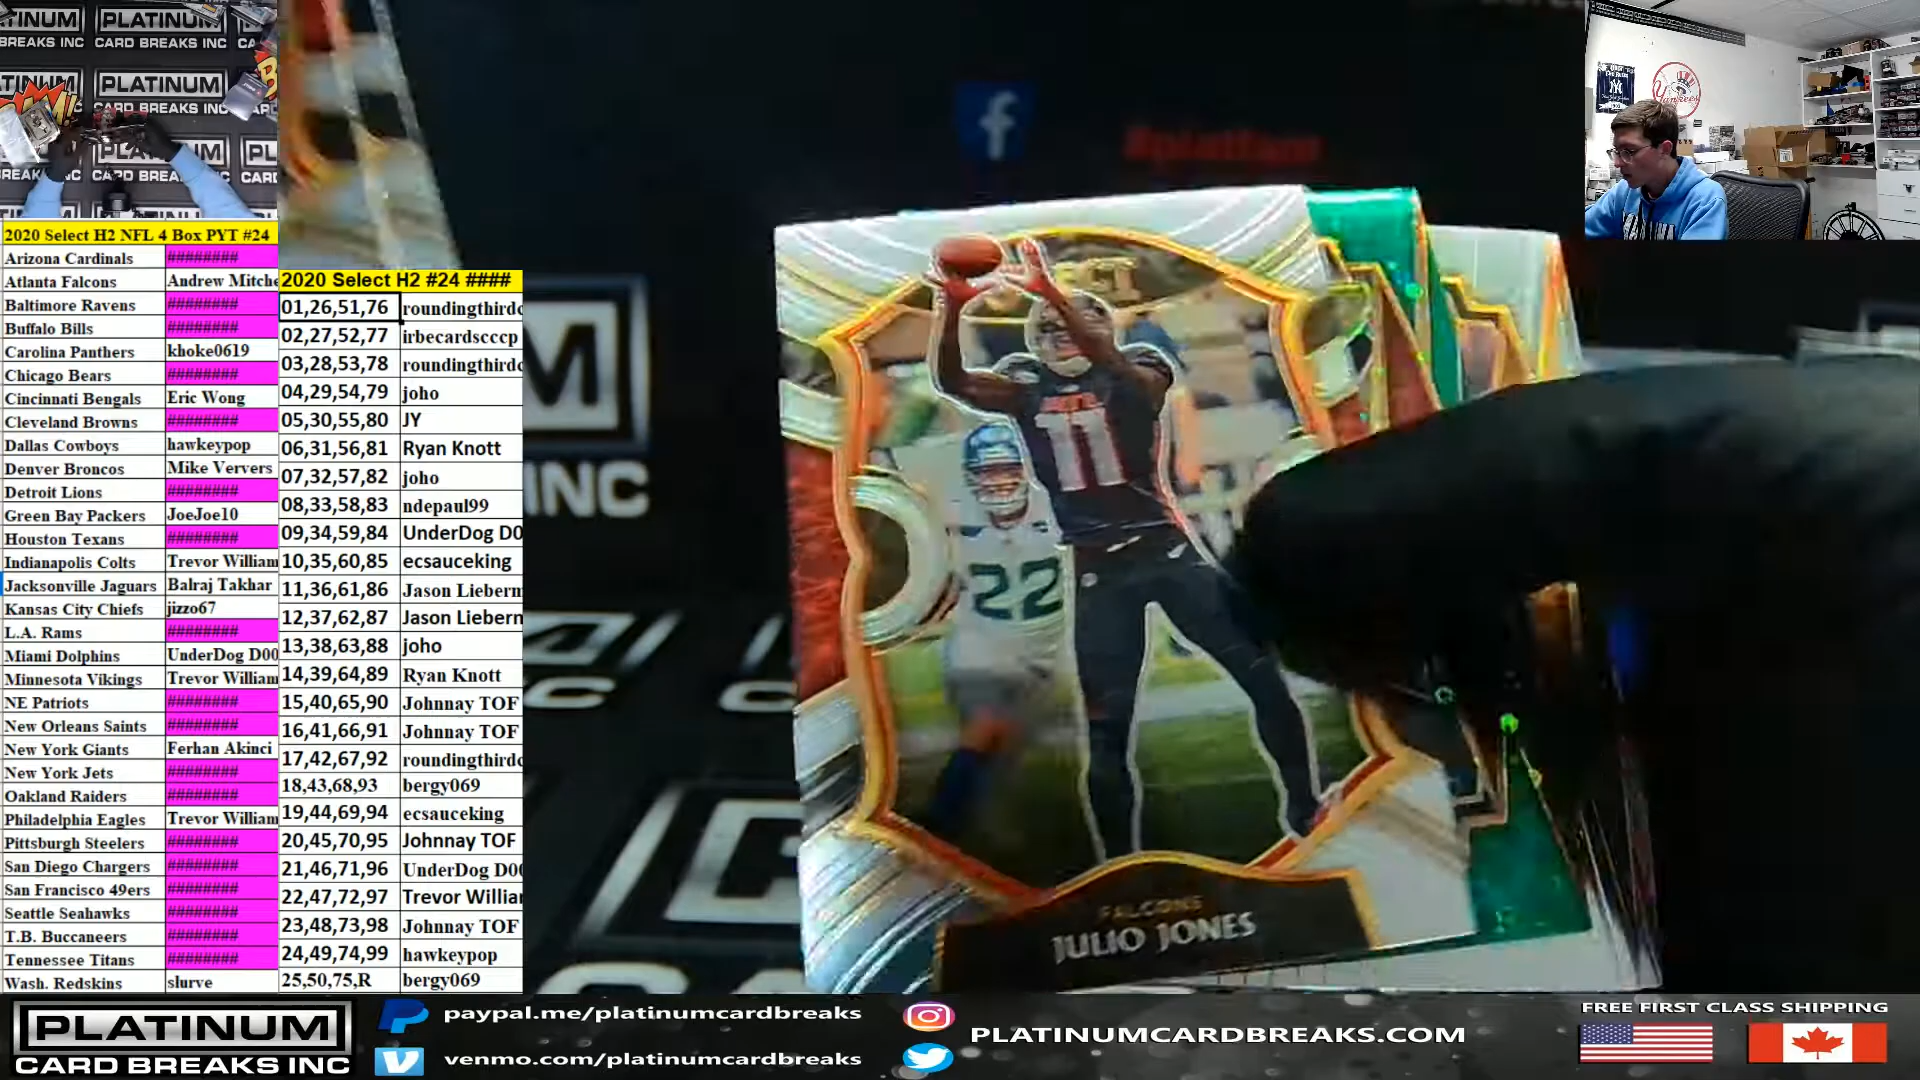 PLATINUM
BREAKS INC
CARD BREAKS INC
2020 Select H2 NFL 4 Box PYT #24
Arizona Cardinals ########
Atlanta Falcons Andrew Mitche
Baltimore Ravens ########
Buffalo Bills ########
Carolina Panthers khoke0619
Chicago Bears ########
Cincinnati Bengals Eric Wong
Cleveland Browns ########
Dallas Cowboys hawkeypop
Denver Broncos Mike Ververs
Detroit Lions ########
Green Bay Packers JoeJoe10
Houston Texans ########
Indianapolis Colts Trevor William
Jacksonville Jaguars Balraj Takhar
Kansas City Chiefs jizzo67
L.A. Rams ########
Miami Dolphins UnderDog D00
Minnesota Vikings Trevor William
NE Patriots ########
New Orleans Saints ########
New York Giants Ferhan Akinci
New York Jets ########
Oakland Raiders ########
Philadelphia Eagles Trevor William
Pittsburgh Steelers ########
San Diego Chargers ########
San Francisco 49ers ########
Seattle Seahawks ########
T.B. Buccaneers ########
Tennessee Titans ########
Wash. Redskins slurve
2020 Select H2 #24 ####
01,26,51,76 roundingthirdc
02,27,52,77 irbecardscccp
03,28,53,78 roundingthirdc
04,29,54,79 joho
05,30,55,80 JY
06,31,56,81 Ryan Knott
07,32,57,82 joho
08,33,58,83 ndepaul99
09,34,59,84 UnderDog D0
10,35,60,85 ecsauceking
11,36,61,86 Jason Lieberm
12,37,62,87 Jason Lieberm
13,38,63,88 joho
14,39,64,89 Ryan Knott
15,40,65,90 Johnnay TOF
16,41,66,91 Johnnay TOF
17,42,67,92 roundingthirdc
18,43,68,93 bergy069
19,44,69,94 ecsauceking
20,45,70,95 Johnnay TOF
21,46,71,96 UnderDog D00
22,47,72,97 Trevor William
23,48,73,98 Johnnay TOF
24,49,74,99 hawkeypop
25,50,75,R bergy069
11
22
FALCONS
JULIO JONES
INC
Yankees
PLATINUM
CARD BREAKS INC
paypal.me/platinumcardbreaks
venmo.com/platinumcardbreaks
PLATINUMCARDBREAKS.COM
FREE FIRST CLASS SHIPPING